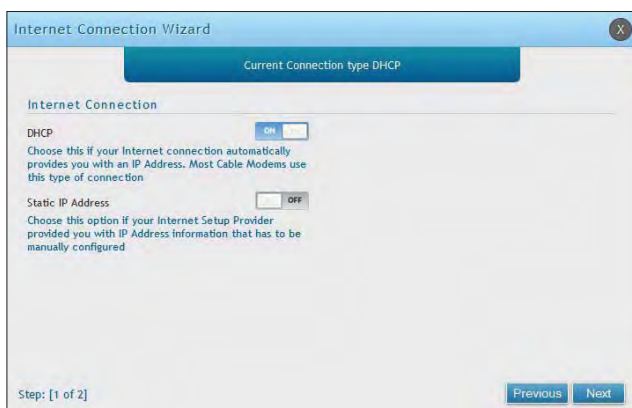 Internet Connection Wizard
X
Current Connection type DHCP
Internet Connection
DHCP
ON
Choose this if your Internet connection automatically
provides you with an IP Address. Most Cable Modems use
this type of connection
Static IP Address
OFF
Choose this option if your Internet Setup Provider
provided you with IP Address information that has to be
manually configured
Step: [1 of 2]
Previous
Next